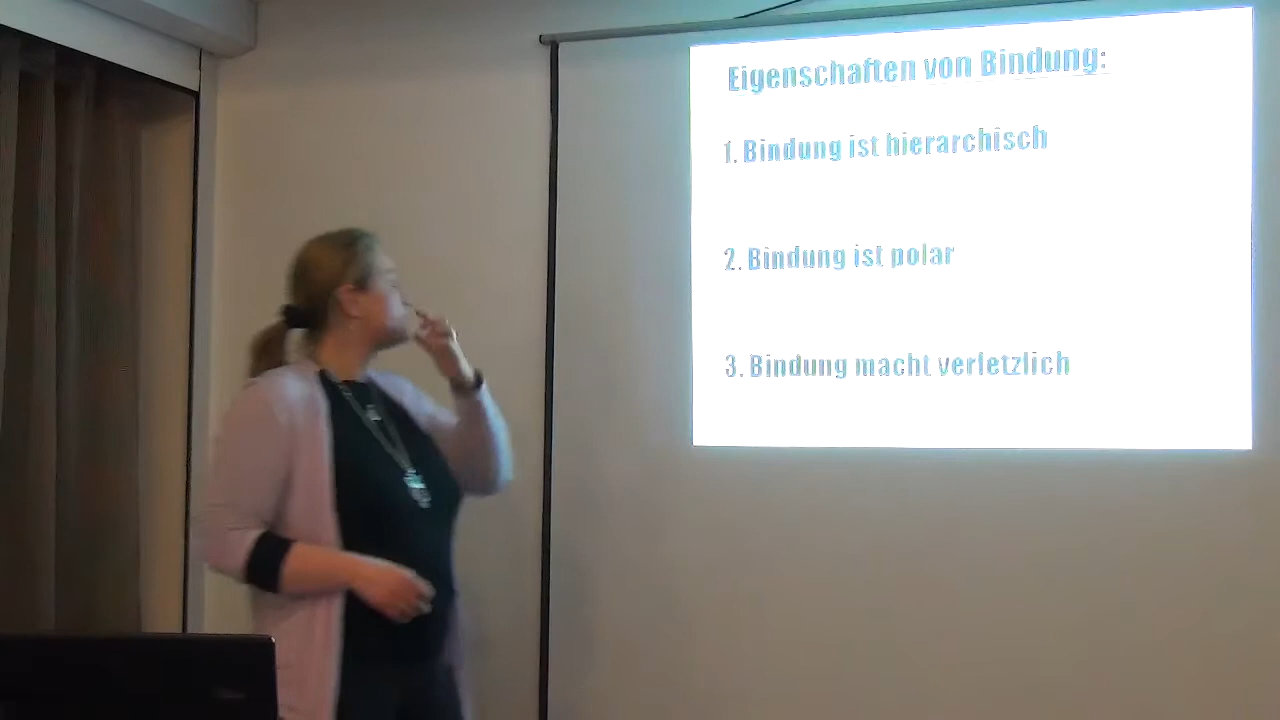 Eigenschaften von Bindung:
1. Bindung ist hierarchisch
2. Bindung ist polar
3. Bindung macht verletzlich